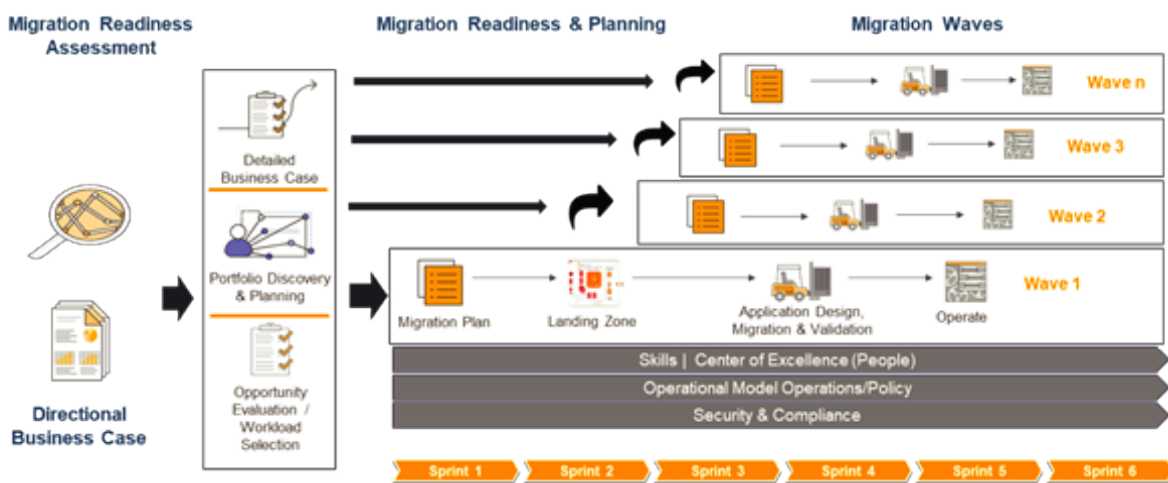 Migration Readiness
Assessment
Migration Readiness & Planning
Migration Waves
Wave n
Detailed
Business Case
Wave 3
Wave 2
Portfolio Discovery
& Planning
Wave 1
Migration Plan
Landing Zone
Application Design,
Migration & Validation
Operate
Opportunity
Evaluation /
Workload
Selection
Directional
Business Case
Skills | Center of Excellence (People)
Operational Model Operations/Policy
Security & Compliance
Sprint 1
Sprint 2
Sprint 3
Sprint 4
Sprint 5
Sprint 6